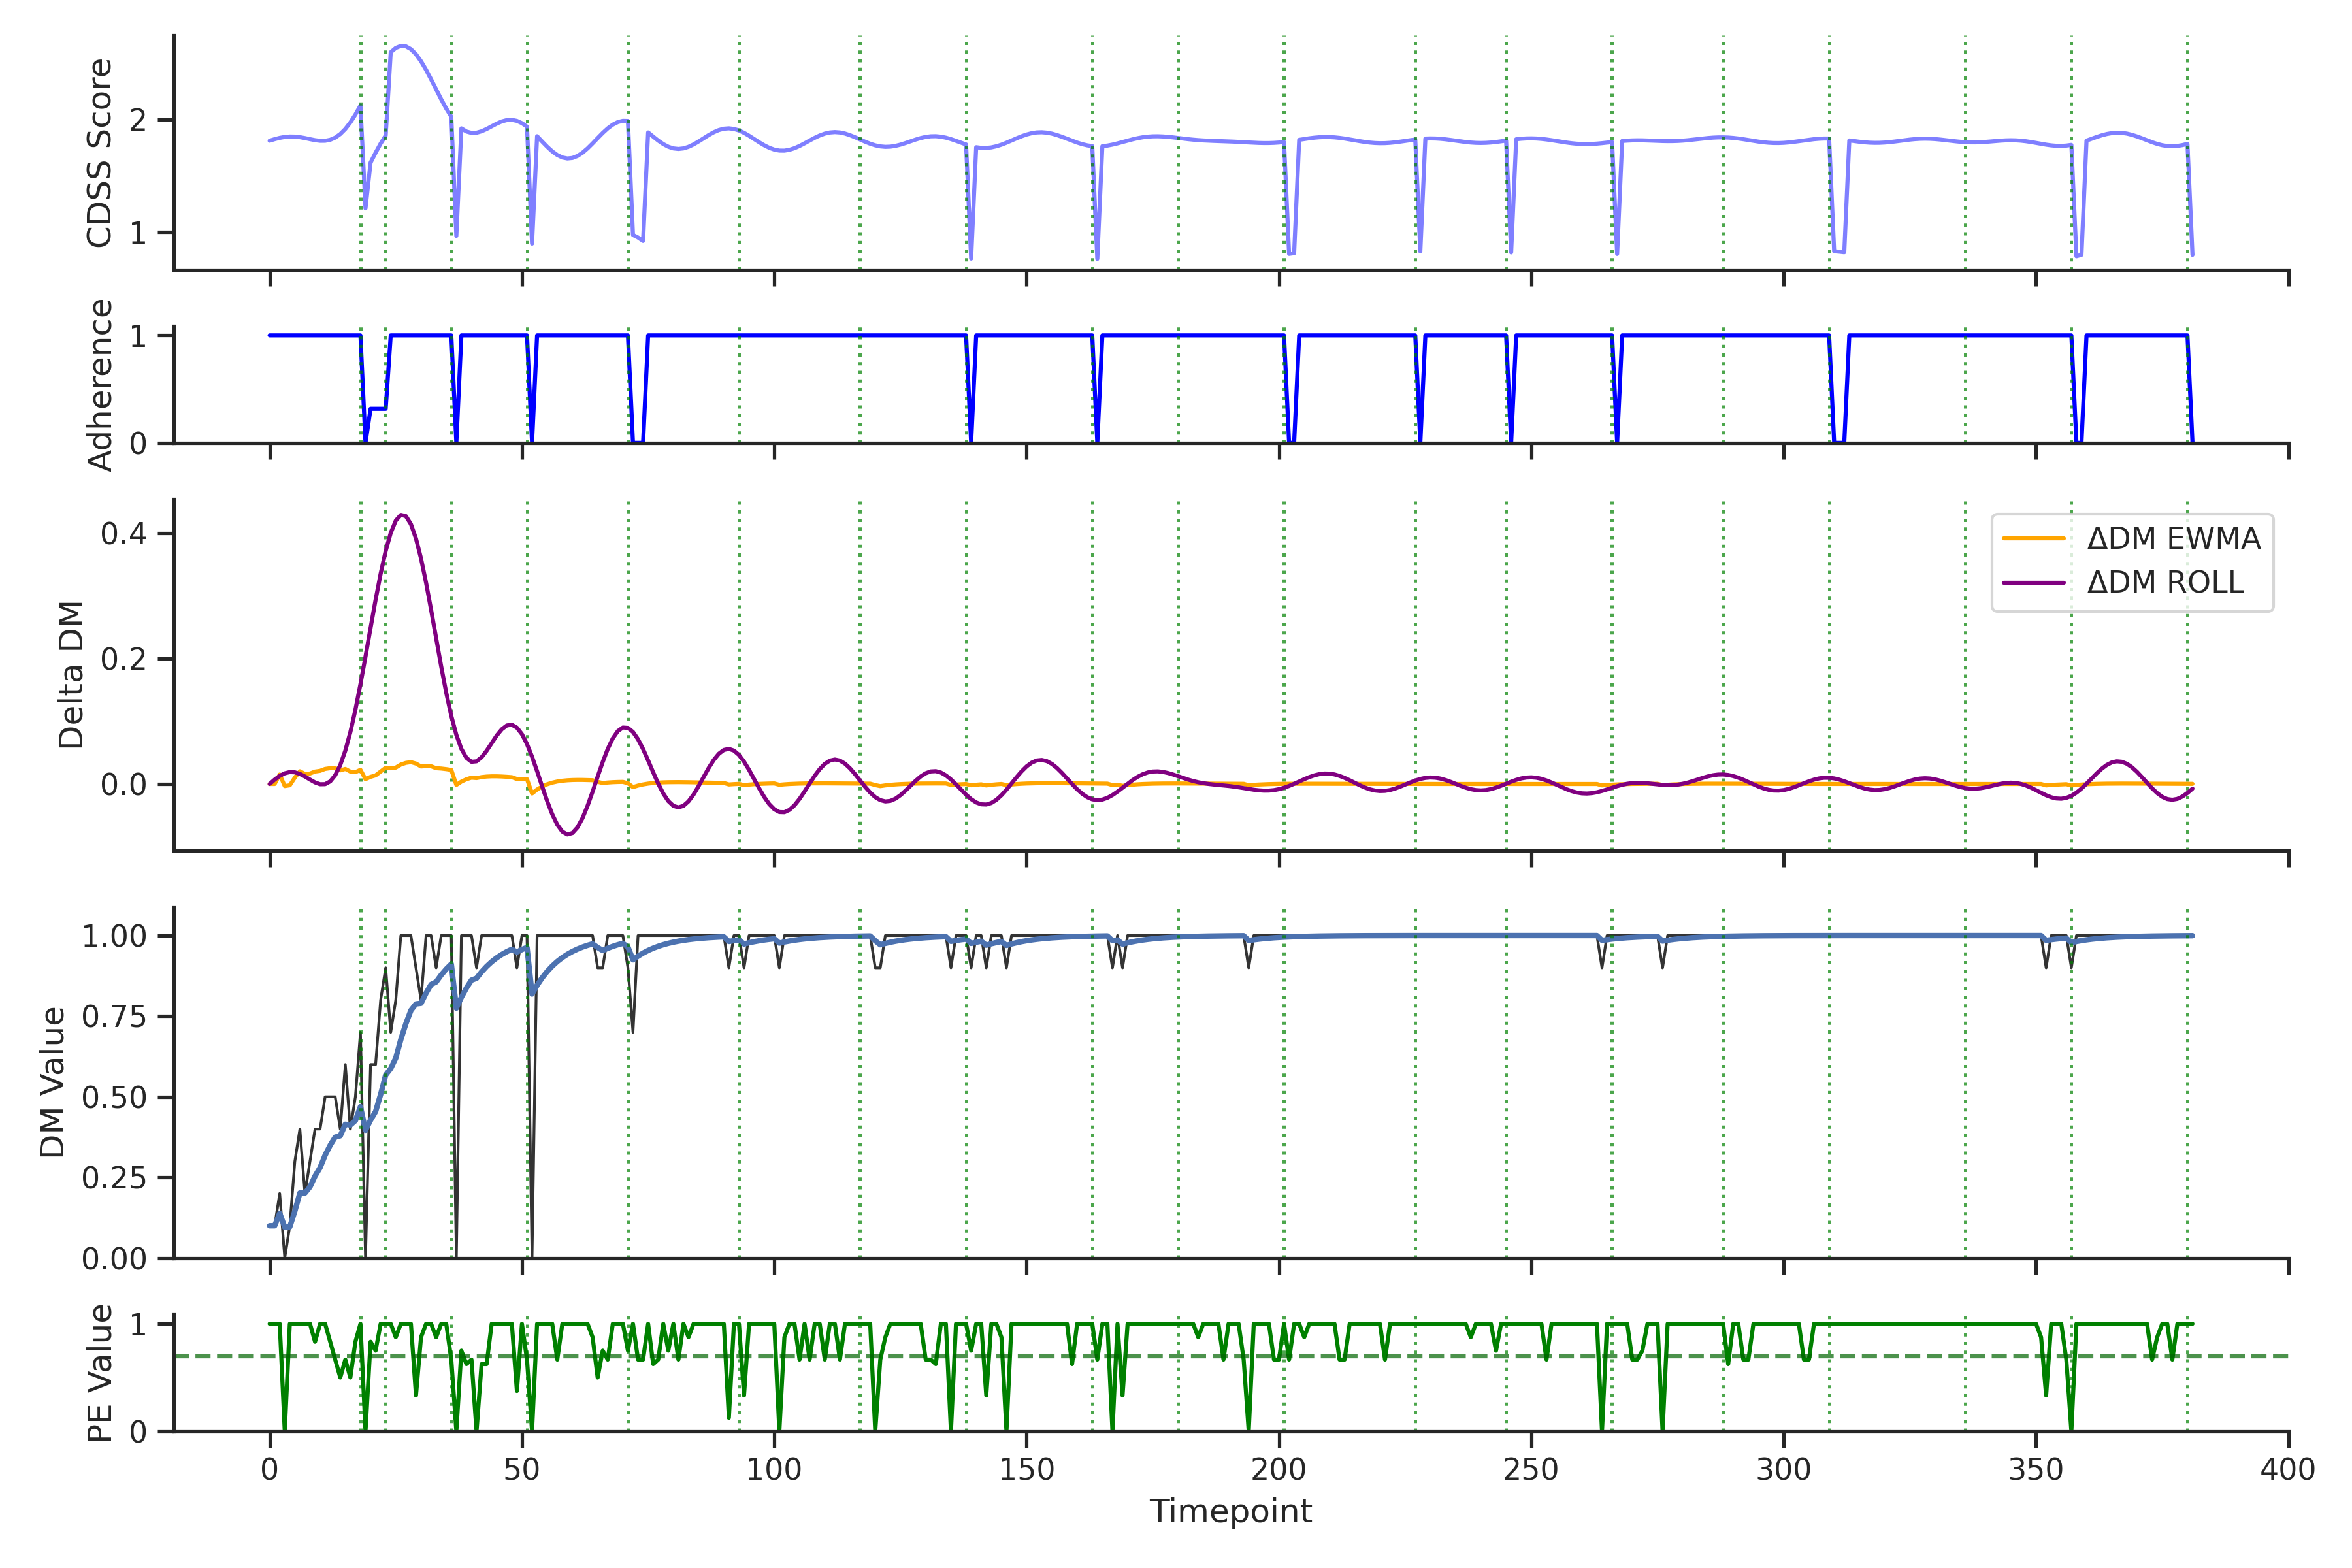 CDSS Score
2
1
Adherence
1
0
Delta DM
0.4
0.2
0.0
ΔDM EWMA
ΔDM ROLL
DM Value
1.00
0.75
0.50
0.25
0.00
PE Value
1
0
0 50 100 150 200 250 300 350 400
Timepoint